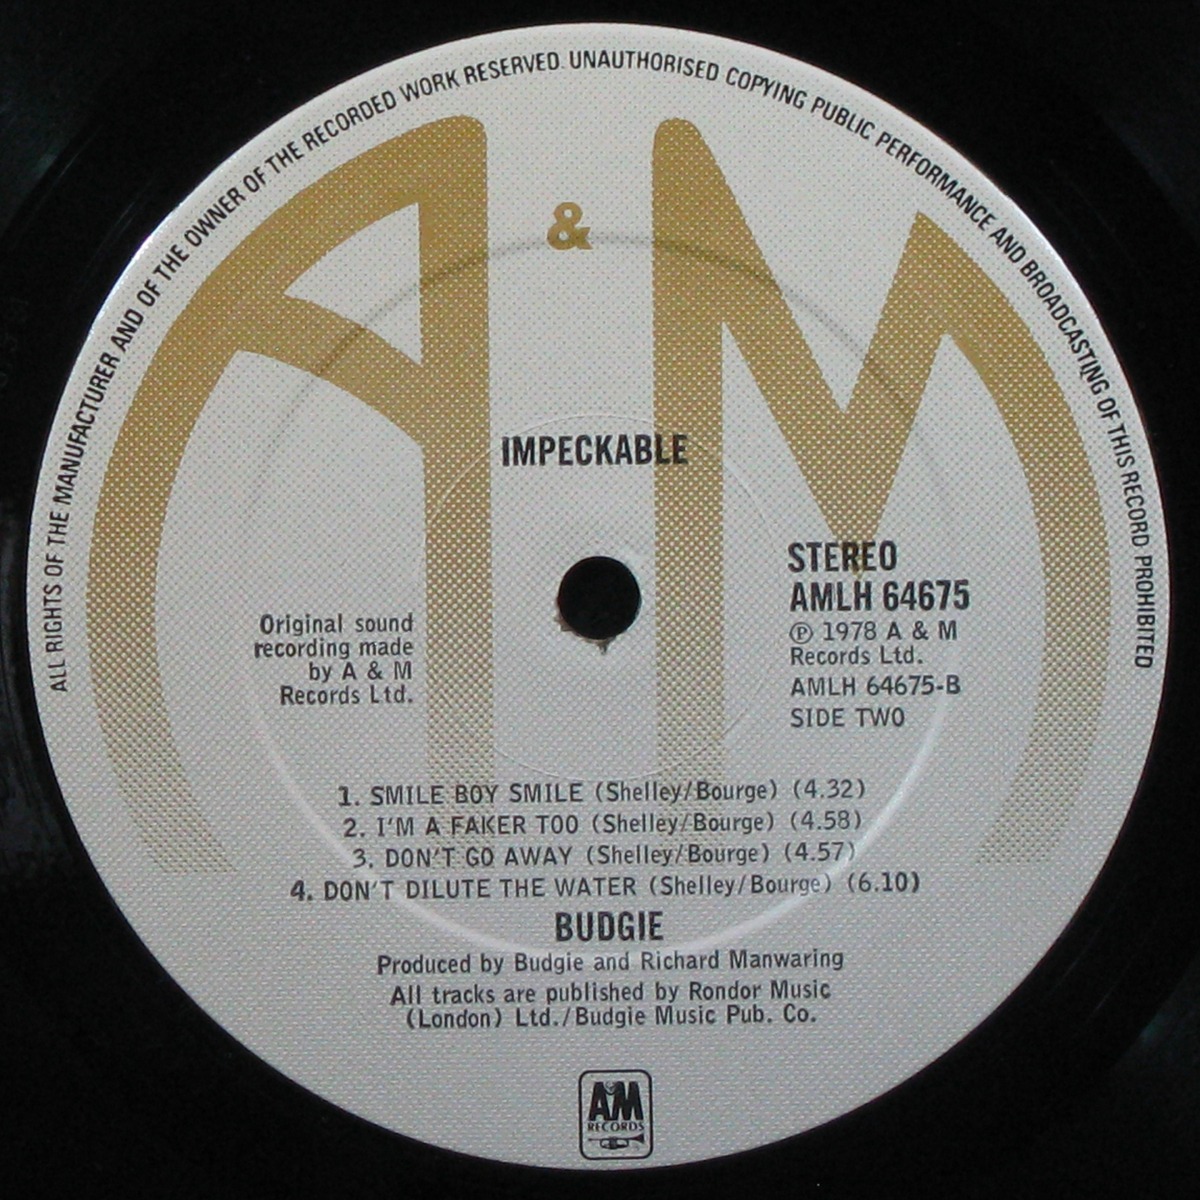 ALL RIGHTS OF THE MANUFACTURER AND OF THE OWNER OF THE RECORDED WORK RESERVED. UNAUTHORISED COPYING PUBLIC PERFORMANCE AND BROADCASTING OF THIS RECORD PROHIBITED
A & M
IMPECKABLE
Original sound
recording made
by A & M
Records Ltd.
STEREO
AMLH 64675
Ⓟ 1978 A & M
Records Ltd.
AMLH 64675-B
SIDE TWO
1. SMILE BOY SMILE (Shelley/Bourge) (4.32)
2. I'M A FAKER TOO (Shelley/Bourge) (4.58)
3. DON'T GO AWAY (Shelley/Bourge) (4.57)
4. DON'T DILUTE THE WATER (Shelley/Bourge) (6.10)
BUDGIE
Produced by Budgie and Richard Manwaring
All tracks are published by Rondor Music
(London) Ltd./Budgie Music Pub. Co.
A&M
RECORDS